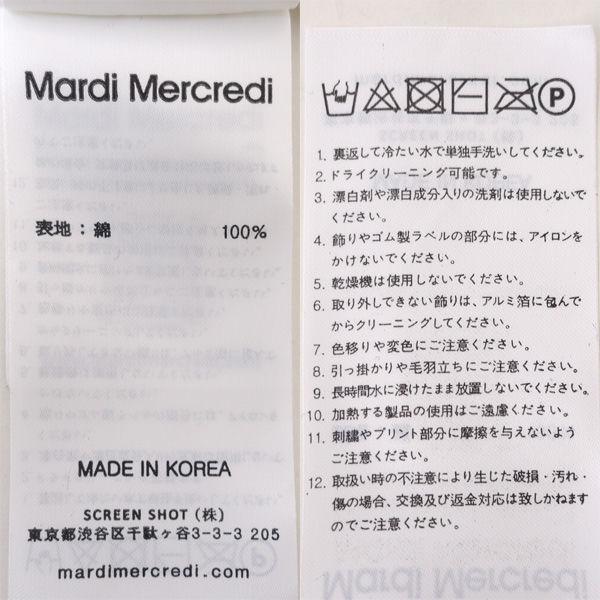 Mardi Mercredi
表地：綿 100%
MADE IN KOREA
SCREEN SHOT (株)
東京都渋谷区千駄ヶ谷3-3-3 205
mardimercredi.com
P
1. 裏返して冷たい水で単独手洗いしてください。
2. ドライクリーニング可能です。
3. 漂白剤や漂白成分入りの洗剤は使用しないで
ください。
4. 飾りやゴム製ラベルの部分には、アイロンを
かけないでください。
5. 乾燥機は使用しないでください。
6. 取り外しできない飾りは、アルミ箔に包んで
からクリーニングしてください。
7. 色移りや変色にご注意ください。
8. 引っ掛かりや毛羽立ちにご注意ください。
9. 長時間水に浸けたまま放置しないでください。
10. 加熱する製品の使用はご遠慮ください。
11. 刺繍やプリント部分に摩擦を与えないよう
ご注意ください。
12. 取扱い時の不注意により生じた破損・汚れ・
傷の場合、交換及び返金対応は致しかねます
のでご注意ください。